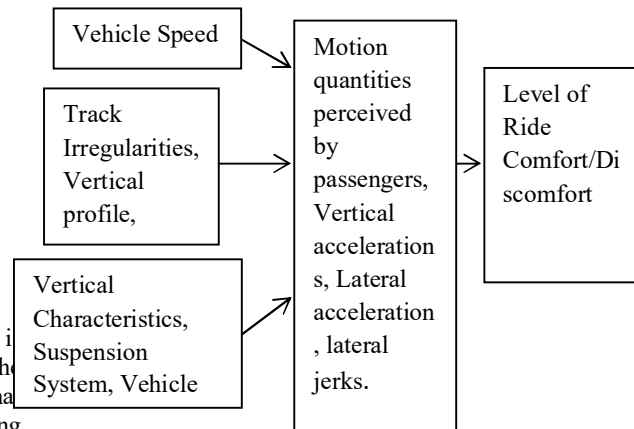 Vehicle Speed
Track
Irregularities,
Vertical
profile,
Vertical
Characteristics,
Suspension
System, Vehicle
Motion
quantities
perceived
by
passengers,
Vertical
acceleration
s, Lateral
acceleration
, lateral
jerks.
Level of
Ride
Comfort/Di
scomfort